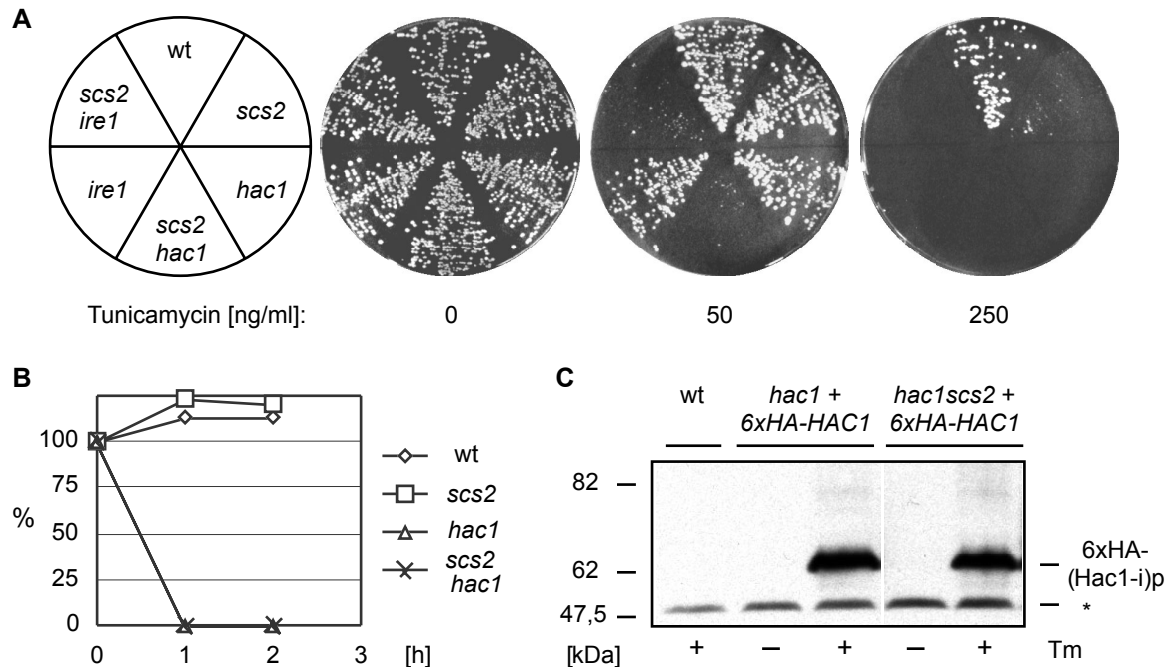 A
wt
scs2
ire1
scs2
ire1
hac1
scs2
hac1
Tunicamycin [ng/ml]: 0 50 250
B
100
75
%
50
25
0
0 1 2 3 [h]
wt
scs2
hac1
scs2
hac1
C
wt
hac1 +
6xHA-HAC1
hac1scs2 +
6xHA-HAC1
82
62
47,5
[kDa]
6xHA-
(Hac1-i)p
*
+ – + – + Tm